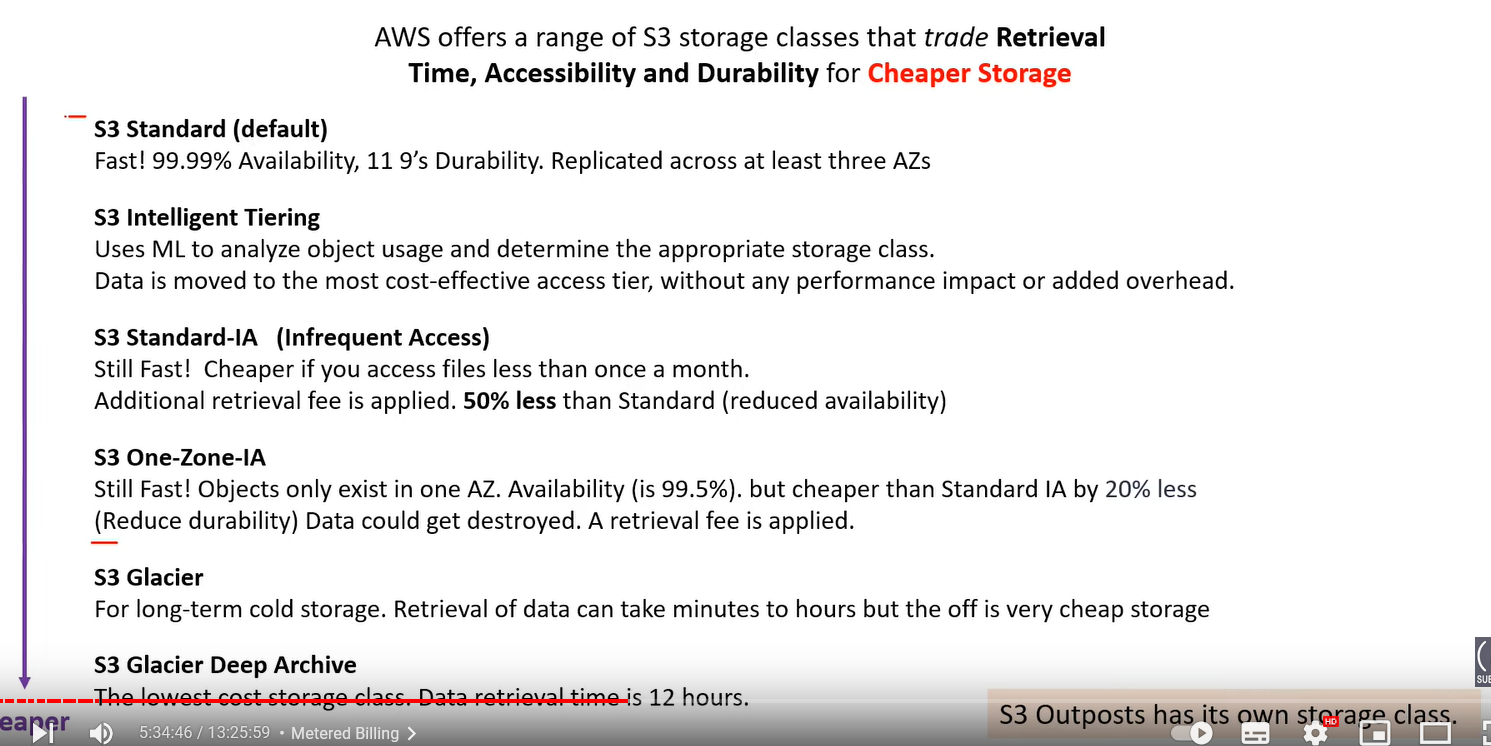 AWS offers a range of S3 storage classes that trade Retrieval
Time, Accessibility and Durability for Cheaper Storage
S3 Standard (default)
Fast! 99.99% Availability, 11 9’s Durability. Replicated across at least three AZs
S3 Intelligent Tiering
Uses ML to analyze object usage and determine the appropriate storage class.
Data is moved to the most cost-effective access tier, without any performance impact or added overhead.
S3 Standard-IA (Infrequent Access)
Still Fast! Cheaper if you access files less than once a month.
Additional retrieval fee is applied. 50% less than Standard (reduced availability)
S3 One-Zone-IA
Still Fast! Objects only exist in one AZ. Availability (is 99.5%). but cheaper than Standard IA by 20% less
(Reduce durability) Data could get destroyed. A retrieval fee is applied.
S3 Glacier
For long-term cold storage. Retrieval of data can take minutes to hours but the off is very cheap storage
S3 Glacier Deep Archive
The lowest cost storage class. Data retrieval time is 12 hours.
S3 Outposts has its own storage class.
eaper
5:34:46 / 13:25:59 • Metered Billing
HD
SUB